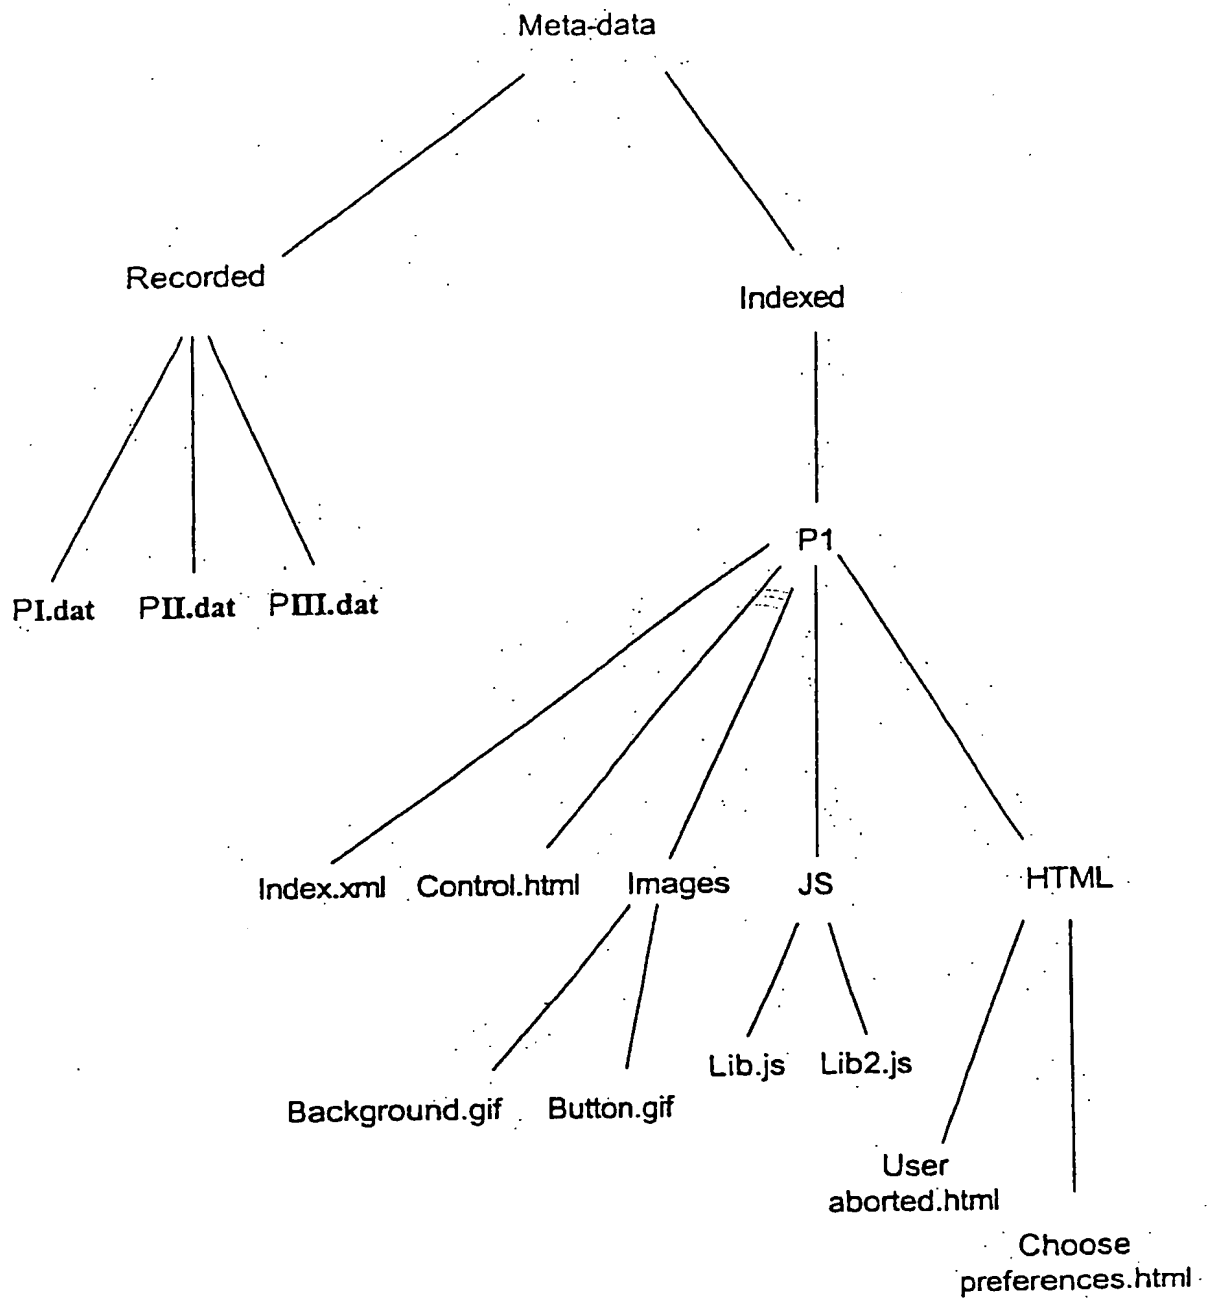 Meta-data
Recorded
Indexed
P1
PI.dat PII.dat PIII.dat
Index.xml Control.html Images JS HTML
Lib.js Lib2.js
Background.gif Button.gif
User
aborted.html
Choose
preferences.html